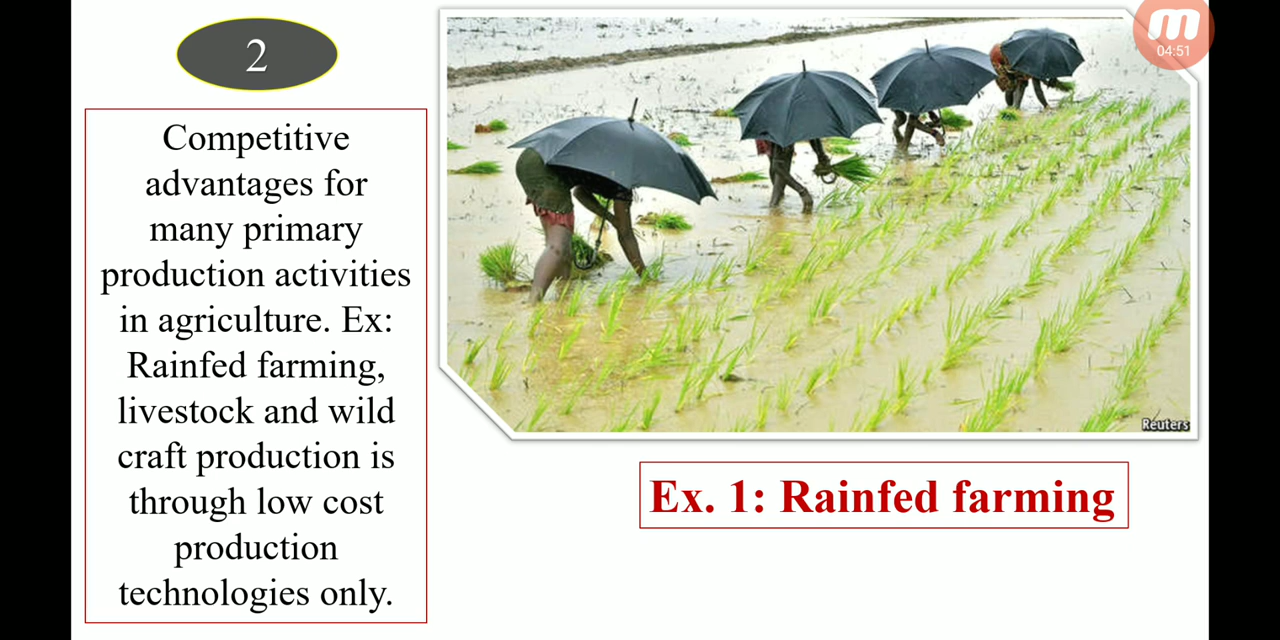 2
Competitive
advantages for
many primary
production activities
in agriculture. Ex:
Rainfed farming,
livestock and wild
craft production is
through low cost
production
technologies only.
04:51
Reuters
Ex. 1: Rainfed farming